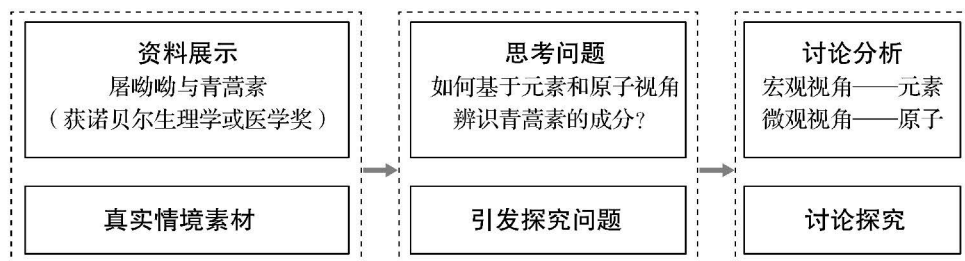 资料展示
屠呦呦与青蒿素
（获诺贝尔生理学或医学奖）
真实情境素材
思考问题
如何基于元素和原子视角
辨识青蒿素的成分？
引发探究问题
讨论分析
宏观视角——元素
微观视角——原子
讨论探究